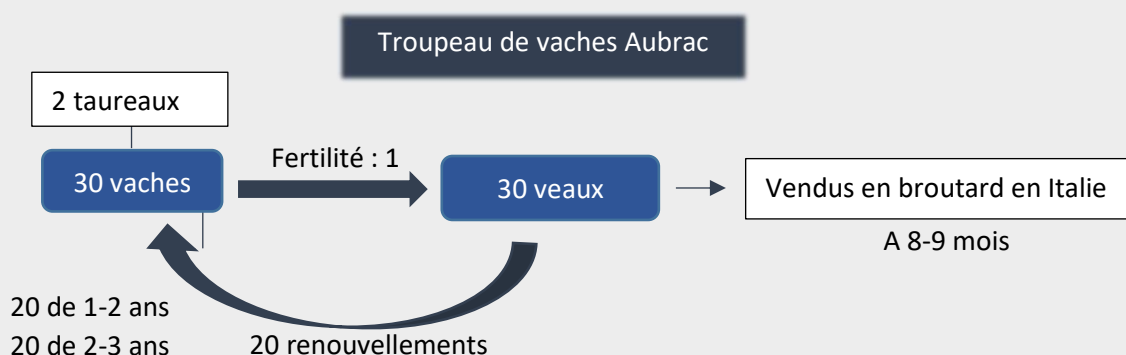 Troupeau de vaches Aubrac
2 taureaux
30 vaches
Fertilité : 1
30 veaux
Vendus en broutard en Italie
A 8-9 mois
20 de 1-2 ans
20 de 2-3 ans
20 renouvellements